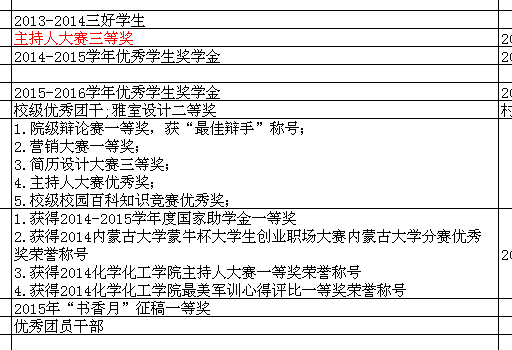 2013-2014三好学生
主持人大赛三等奖
2014-2015学年优秀学生奖学金
2015-2016学年优秀学生奖学金
校级优秀团干;雅室设计二等奖
1.院级辩论赛一等奖，获“最佳辩手”称号；
2.营销大赛一等奖；
3.简历设计大赛三等奖；
4.主持人大赛优秀奖；
5.校级校园百科知识竞赛优秀奖；
1.获得2014-2015学年度国家助学金一等奖
2.获得2014内蒙古大学蒙牛杯大学生创业职场大赛内蒙古大学分赛优秀
奖荣誉称号
3.获得2014化学化工学院主持人大赛一等奖荣誉称号
4.获得2014化学化工学院最美军训心得评比一等奖荣誉称号
2015年“书香月”征稿一等奖
优秀团员干部